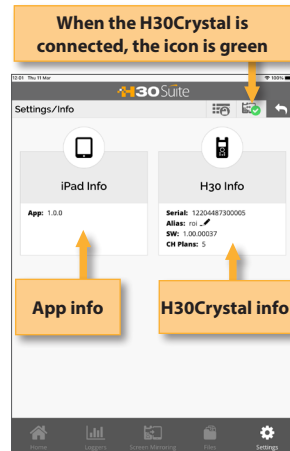 When the H30Crystal is
connected, the icon is green
12:01 Thu 11 Mar
100%
H30 Suite
Settings/Info
iPad Info
H30 Info
App: 1.0.0
Serial: 12204487300005
Alias: roi _
SW: 1.00.00037
CH Plans: 5
App info
H30Crystal info
Home
Loggers
Screen Mirroring
Files
Settings